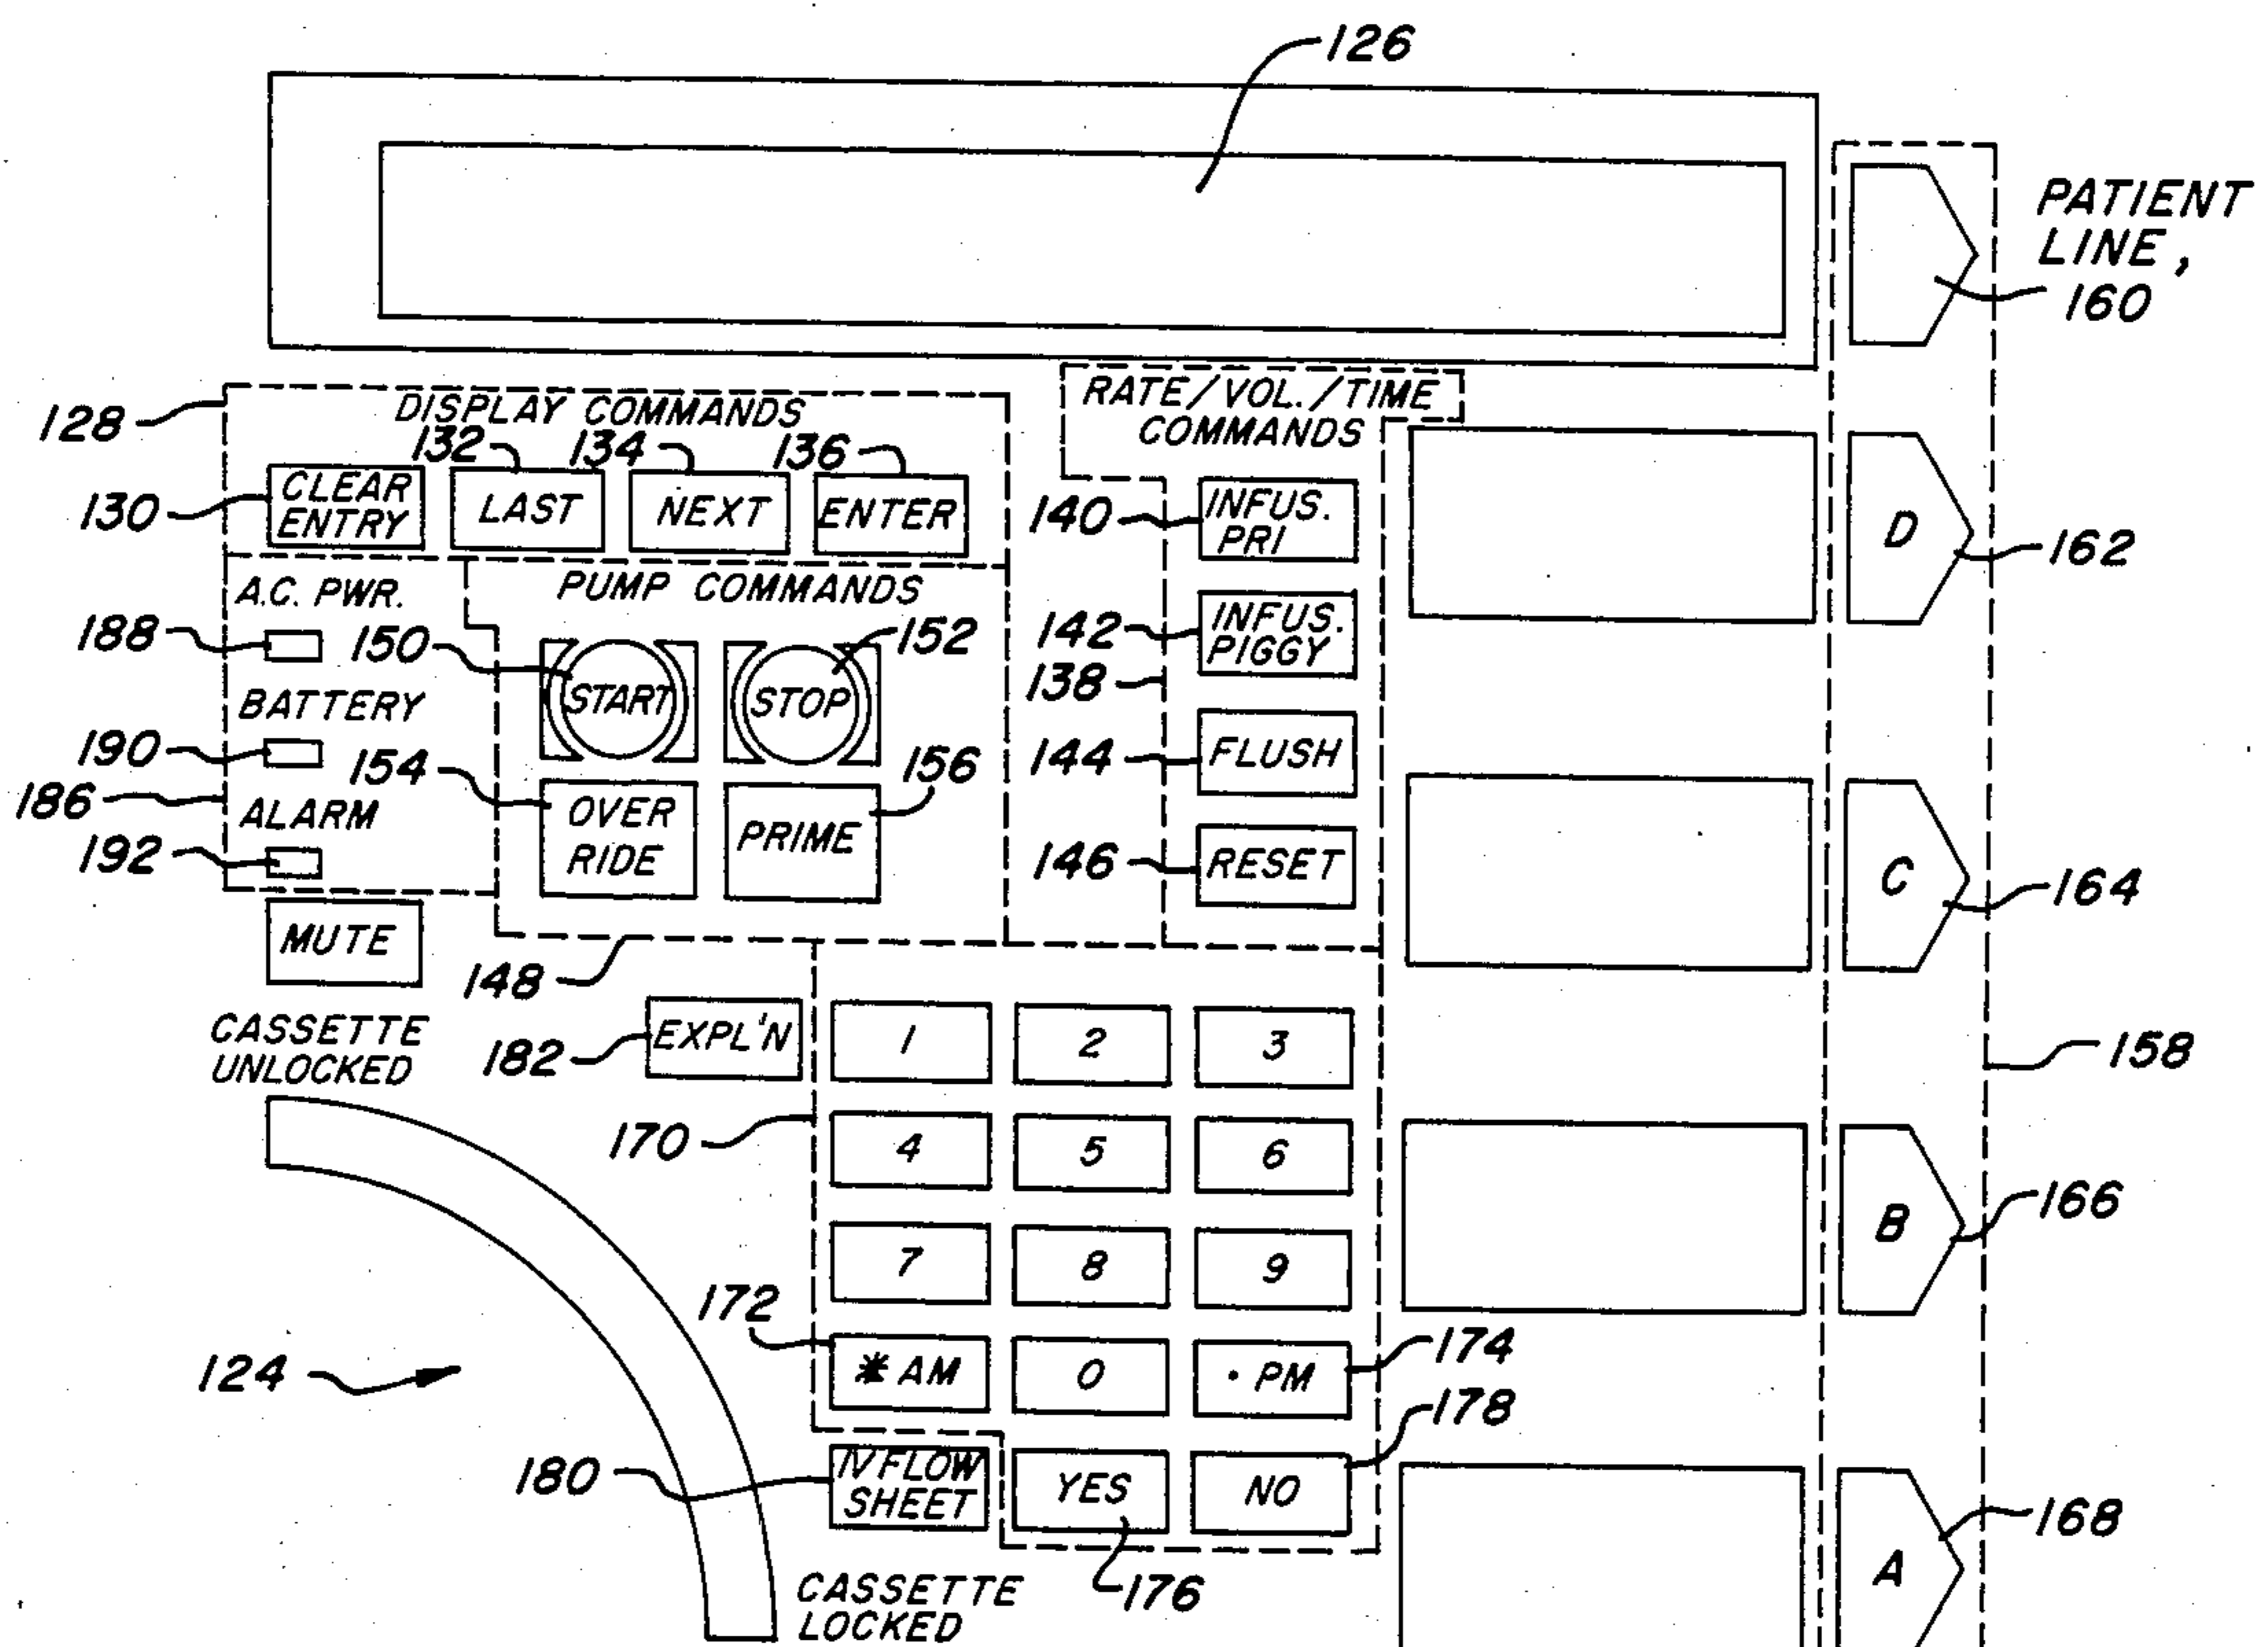 126
PATIENT
LINE,
160
128
DISPLAY COMMANDS
132
134
136
130
CLEAR
ENTRY
LAST
NEXT
ENTER
RATE/VOL./TIME
COMMANDS
140
INFUS.
PRI
D
162
A.C. PWR.
188
PUMP COMMANDS
150
START
STOP
152
142
INFUS.
PIGGY
138
BATTERY
190
154
OVER
RIDE
PRIME
156
144
FLUSH
186
ALARM
192
146
RESET
C
164
MUTE
148
CASSETTE
UNLOCKED
182
EXPL'N
1
2
3
158
170
4
5
6
B
166
7
8
9
172
*AM
0
. PM
174
124
178
180
IV FLOW
SHEET
YES
NO
176
A
168
CASSETTE
LOCKED